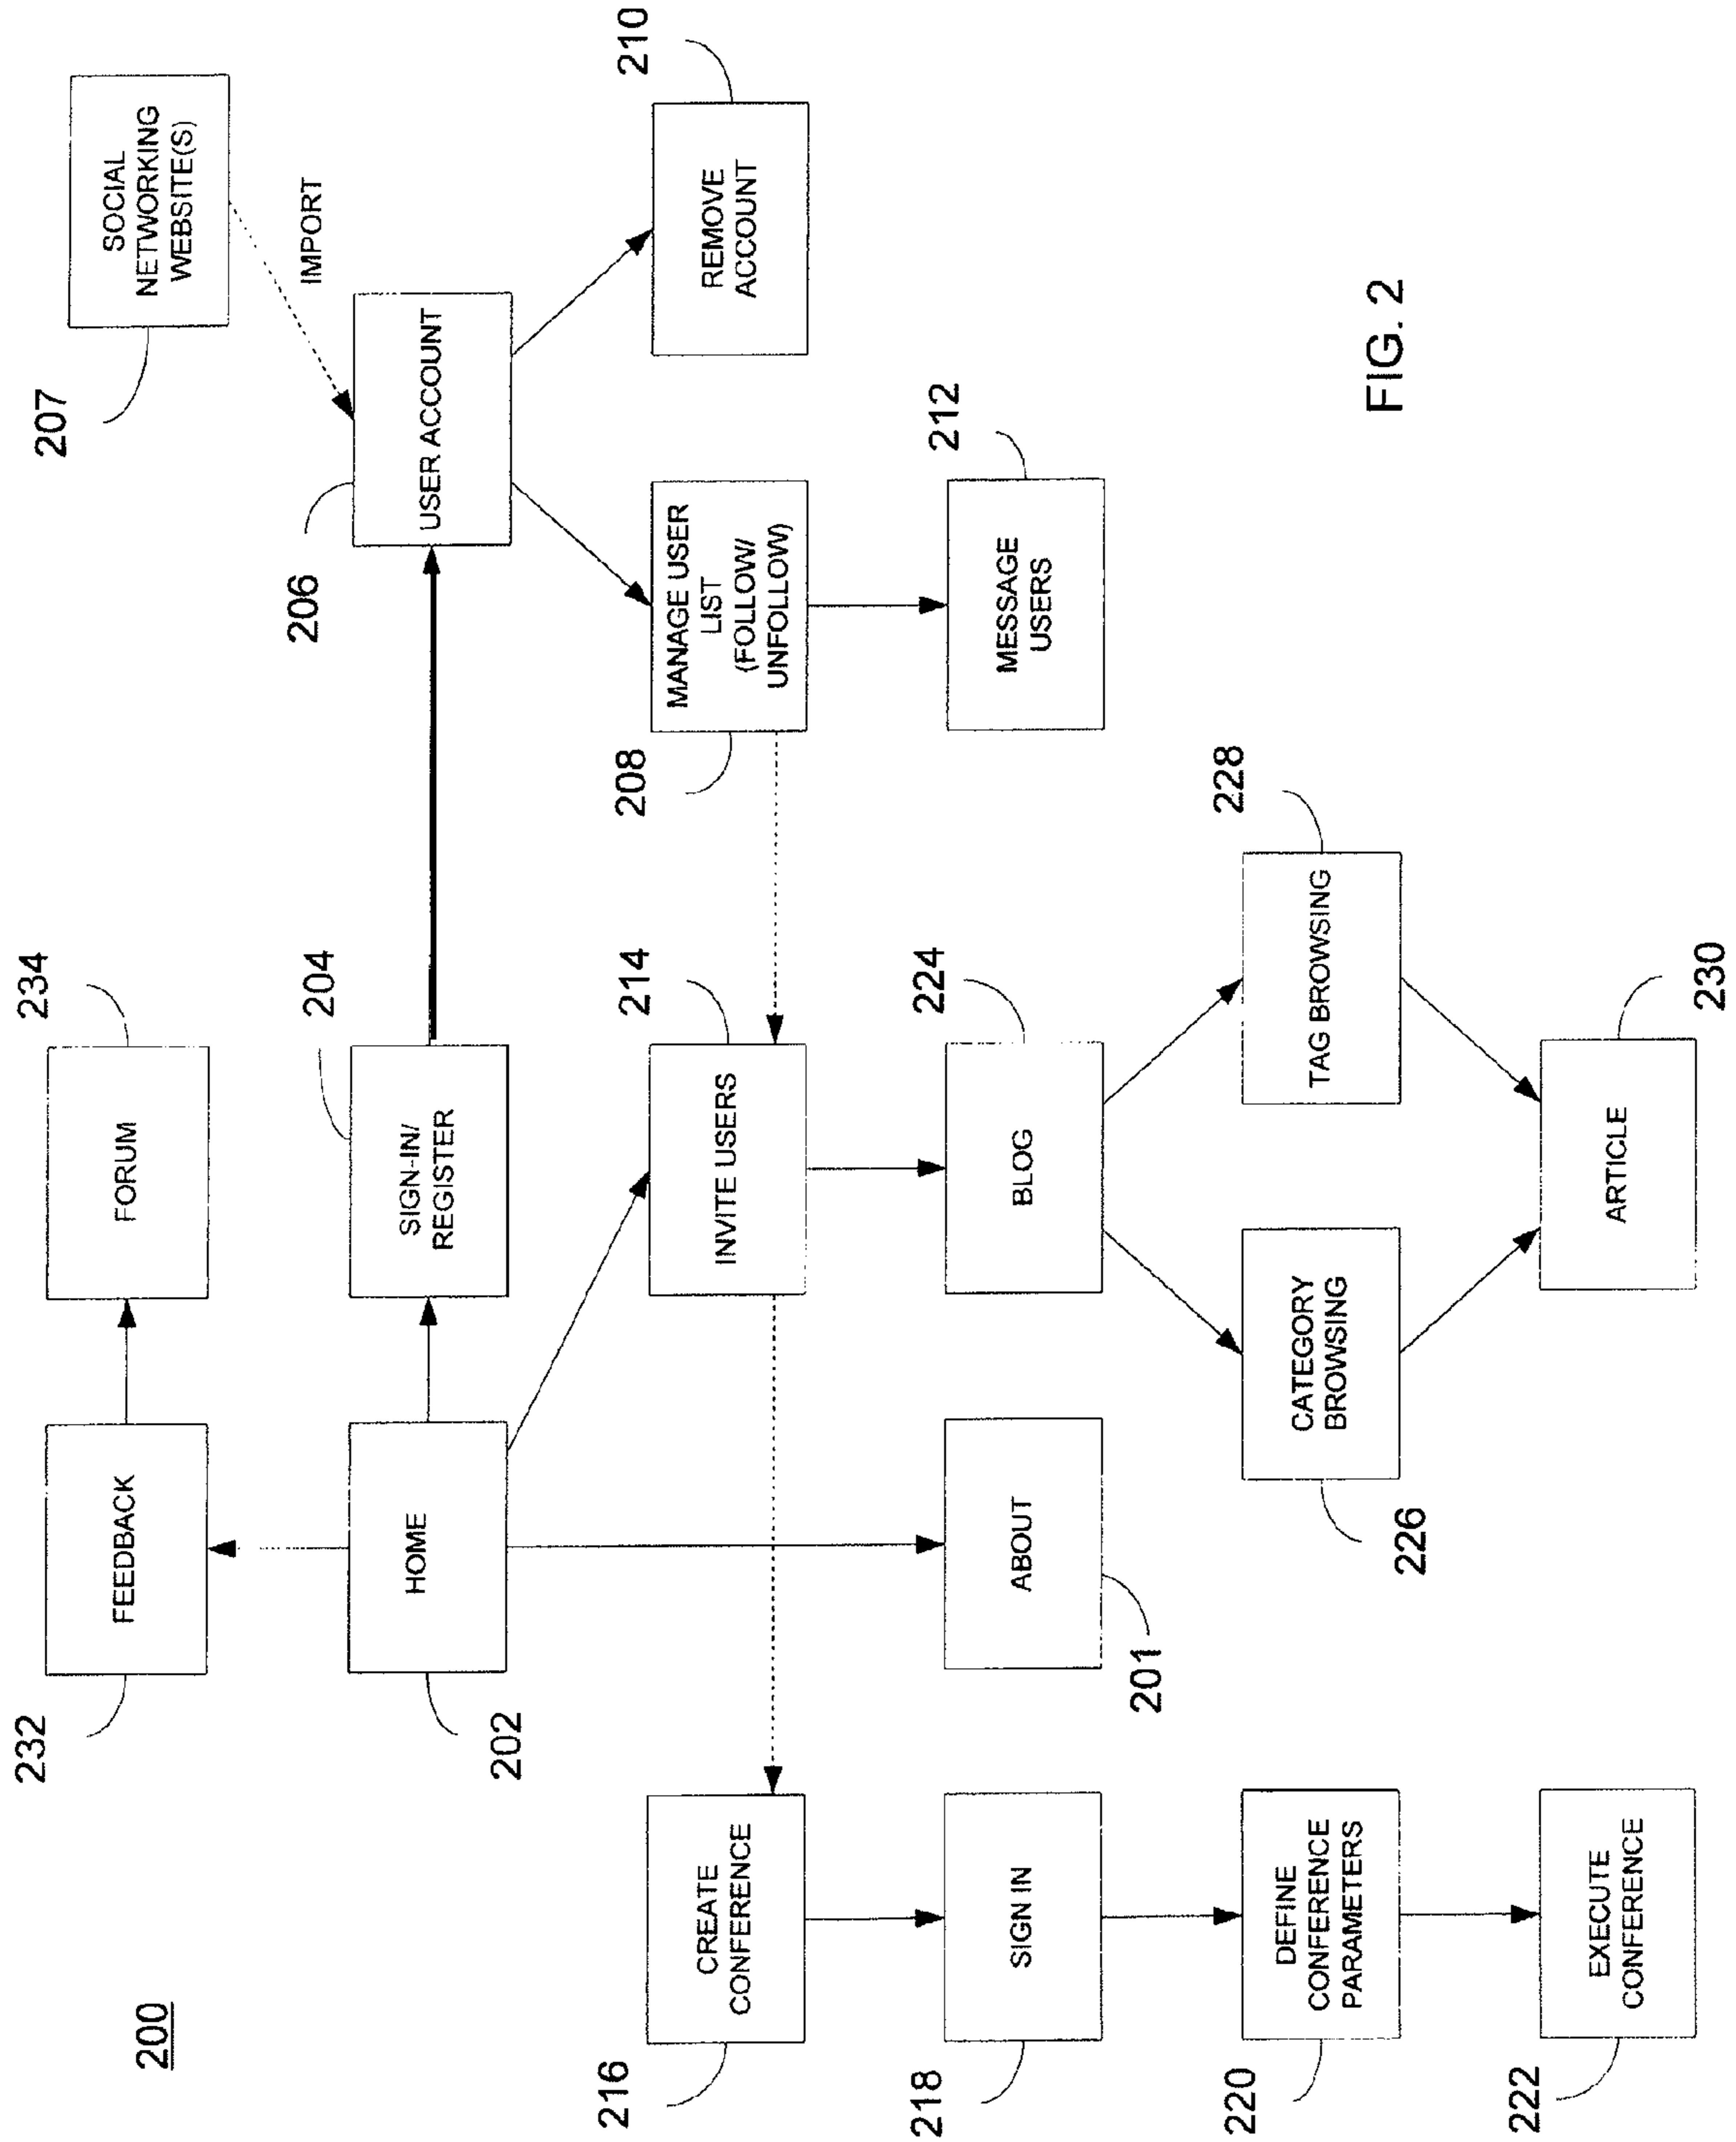 200
232
FEEDBACK
234
FORUM
207
SOCIAL
NETWORKING
WEBSITE(S)
IMPORT
202
HOME
204
SIGN-IN/
REGISTER
206
USER ACCOUNT
216
CREATE
CONFERENCE
214
INVITE USERS
208
MANAGE USER
LIST
(FOLLOW/
UNFOLLOW)
210
REMOVE
ACCOUNT
218
SIGN IN
201
ABOUT
224
BLOG
212
MESSAGE
USERS
220
DEFINE
CONFERENCE
PARAMETERS
226
CATEGORY
BROWSING
228
TAG BROWSING
222
EXECUTE
CONFERENCE
230
ARTICLE
FIG. 2